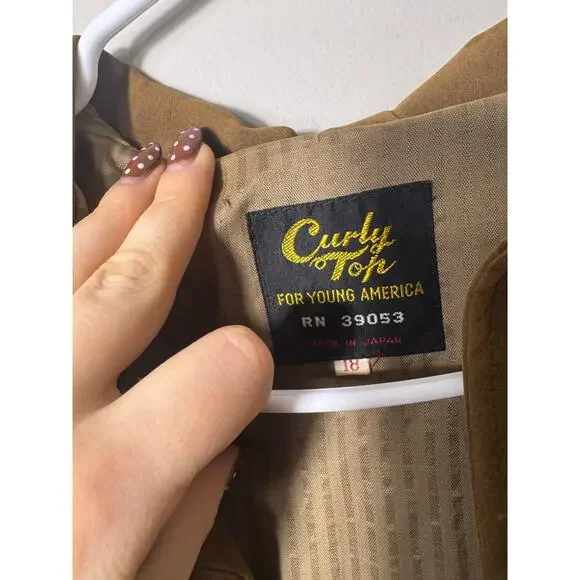 Curly
Top
FOR YOUNG AMERICA
RN 39053
MADE IN JAPAN
18